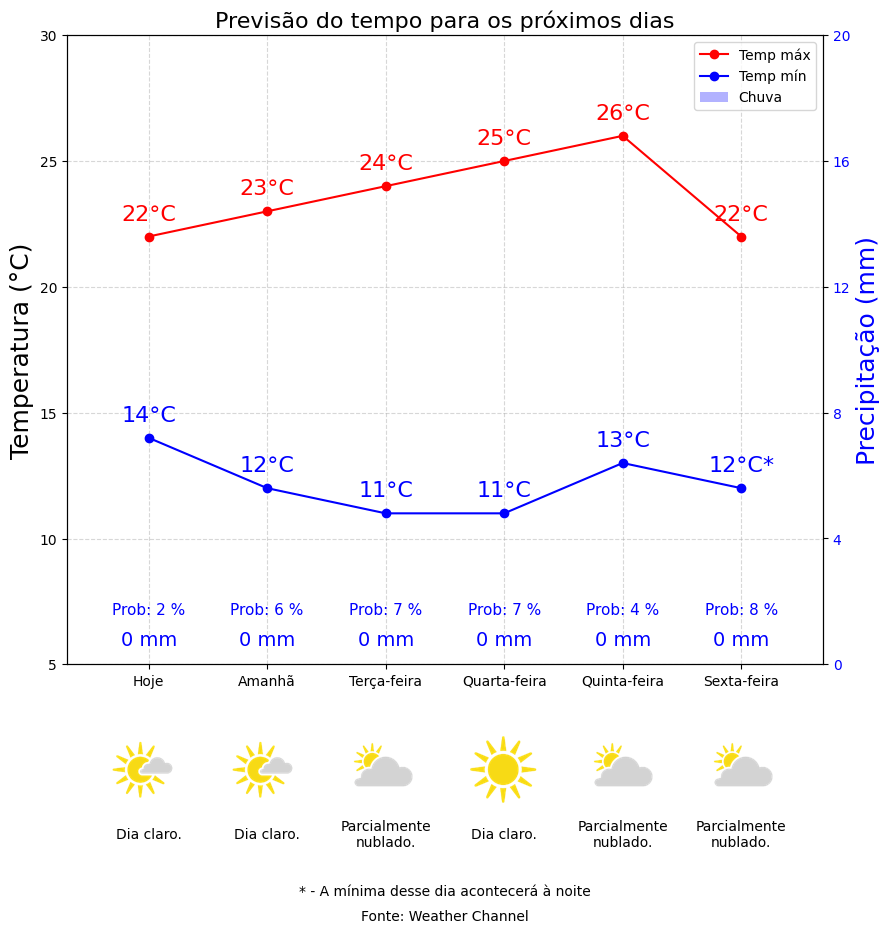 Previsão do tempo para os próximos dias
Temp máx
Temp mín
Chuva
Temperatura (°C)
Precipitação (mm)
30
25
20
15
10
5
20
16
12
8
4
0
22°C
23°C
24°C
25°C
26°C
22°C
14°C
12°C
11°C
11°C
13°C
12°C*
Prob: 2 %
Prob: 6 %
Prob: 7 %
Prob: 7 %
Prob: 4 %
Prob: 8 %
0 mm
0 mm
0 mm
0 mm
0 mm
0 mm
Hoje
Amanhã
Terça-feira
Quarta-feira
Quinta-feira
Sexta-feira
Dia claro.
Dia claro.
Parcialmente
nublado.
Dia claro.
Parcialmente
nublado.
Parcialmente
nublado.
* - A mínima desse dia acontecerá à noite
Fonte: Weather Channel